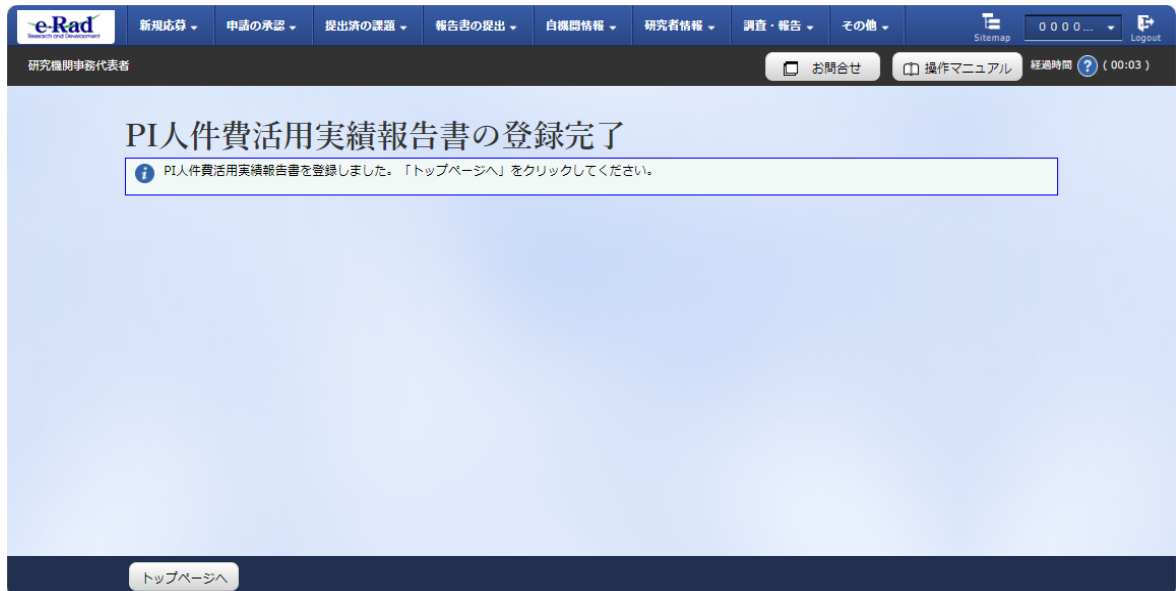 e-Rad
Research and Development
新規応募
申請の承認
提出済の課題
報告書の提出
自機関情報
研究者情報
調査・報告
その他
Sitemap
0000...
Logout
研究機関事務代表者
お問合せ
操作マニュアル
経過時間 ? ( 00:03 )
PI人件費活用実績報告書の登録完了
PI人件費活用実績報告書を登録しました。「トップページへ」をクリックしてください。
トップページへ